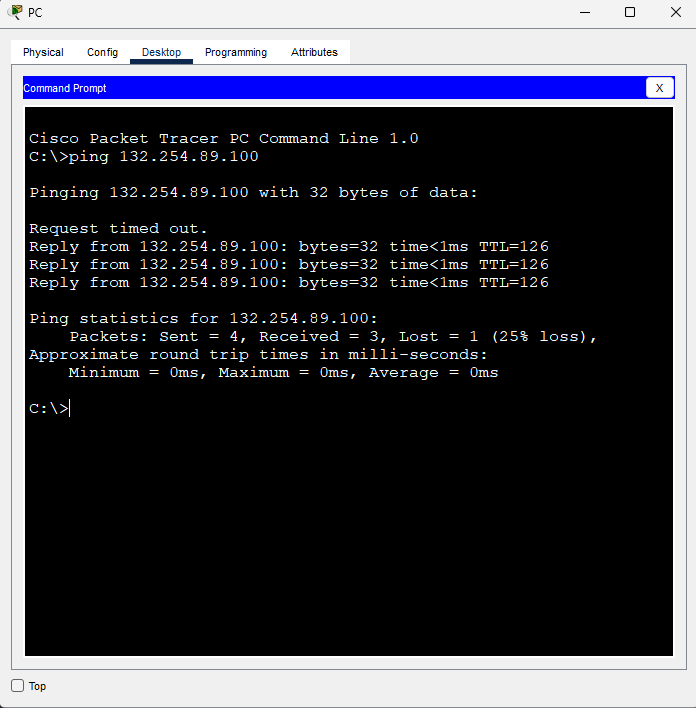 PC
Physical Config Desktop Programming Attributes
Command Prompt X
Cisco Packet Tracer PC Command Line 1.0
C:\>ping 132.254.89.100
Pinging 132.254.89.100 with 32 bytes of data:
Request timed out.
Reply from 132.254.89.100: bytes=32 time<1ms TTL=126
Reply from 132.254.89.100: bytes=32 time<1ms TTL=126
Reply from 132.254.89.100: bytes=32 time<1ms TTL=126
Ping statistics for 132.254.89.100:
Packets: Sent = 4, Received = 3, Lost = 1 (25% loss),
Approximate round trip times in milli-seconds:
Minimum = 0ms, Maximum = 0ms, Average = 0ms
C:\>
Top